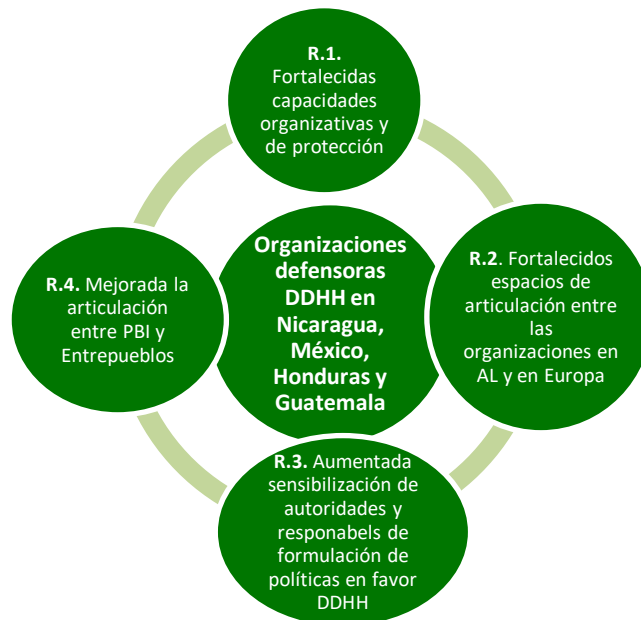 R.1.
Fortalecidas
capacidades
organizativas y
de protección
Organizaciones
defensoras
DDHH en
Nicaragua,
México,
Honduras y
Guatemala
R.2. Fortalecidos
espacios de
articulación entre
las
organizaciones en
AL y en Europa
R.3. Aumentada
sensibilización de
autoridades y
responabels de
formulación de
políticas en favor
DDHH
R.4. Mejorada la
articulación
entre PBI y
Entrepueblos